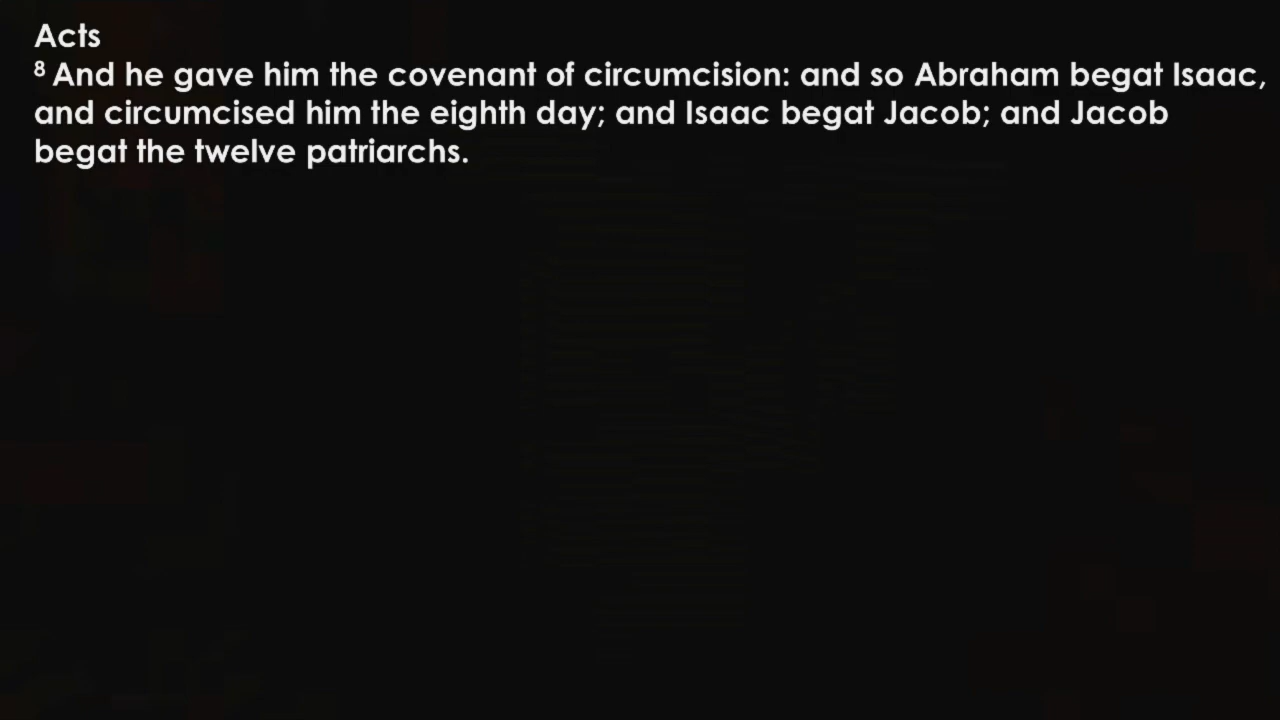 Acts
8 And he gave him the covenant of circumcision: and so Abraham begat Isaac,
and circumcised him the eighth day; and Isaac begat Jacob; and Jacob
begat the twelve patriarchs.